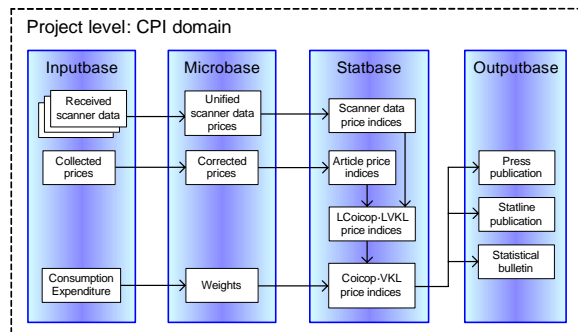 Project level: CPI domain
Inputbase
Microbase
Statbase
Outputbase
Received
scanner data
Unified
scanner data
prices
Scanner data
price indices
Collected
prices
Corrected prices
Article price
indices
Press
publication
LCoicop-LVKL
price indices
Statline
publication
Consumption
Expenditure
Weights
Coicop-VKL
price indices
Statistical
bulletin